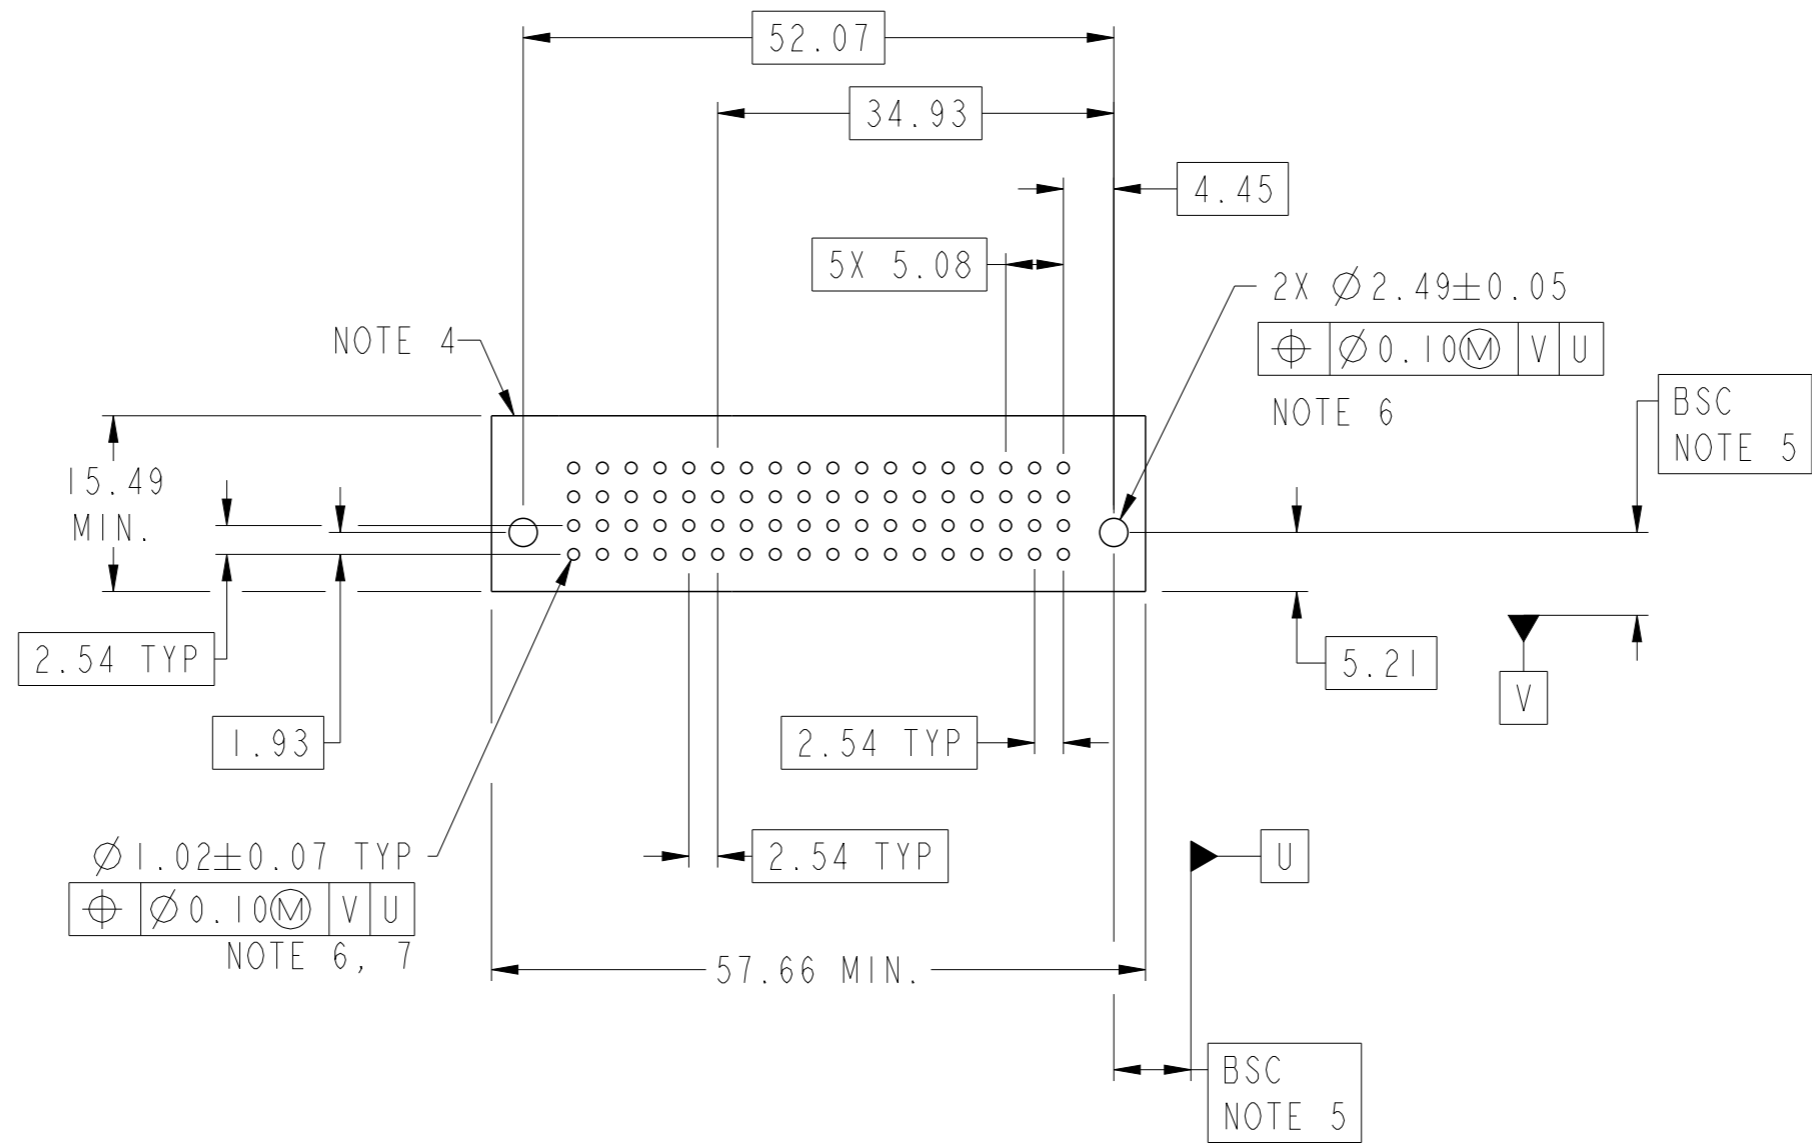 52.07
34.93
4.45
5X 5.08
2X ⌀2.49±0.05
⌖ ⌀0.10Ⓜ V U
NOTE 6
NOTE 4
BSC
NOTE 5
15.49
MIN.
2.54 TYP
5.21
V
1.93
2.54 TYP
⌀1.02±0.07 TYP
⌖ ⌀0.10Ⓜ V U
NOTE 6, 7
2.54 TYP
U
57.66 MIN.
BSC
NOTE 5